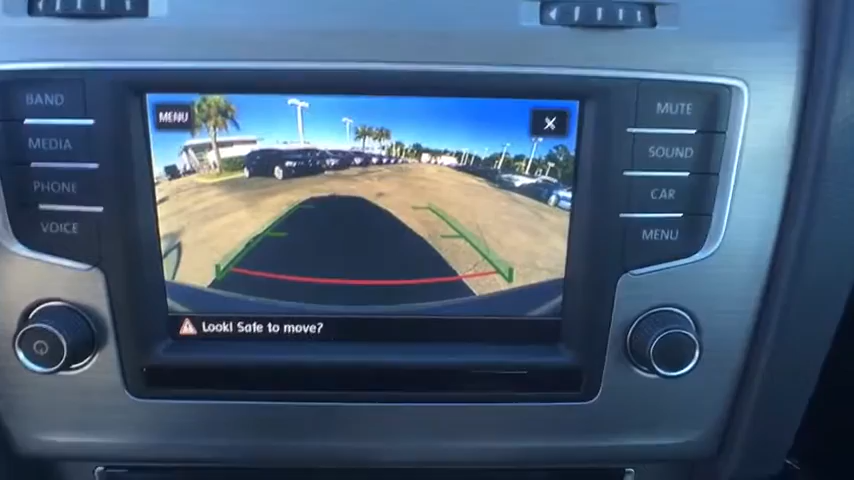 BAND
MEDIA
PHONE
VOICE
MENU
X
Look! Safe to move?
MUTE
SOUND
CAR
MENU